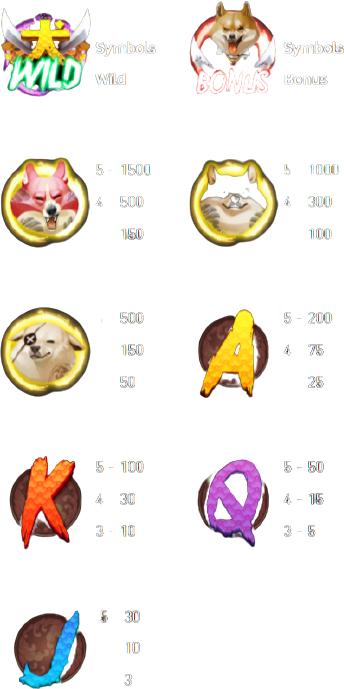 WILD
Symbols
Wild
BONUS
Symbols
Bonus
5 - 1500
4 500
150
5 1000
4 300
100
500
150
50
A
5 - 200
4 75
25
K
5 - 100
4 30
3 - 10
Q
5 - 50
4 - 15
3 - 5
J
5 30
10
3